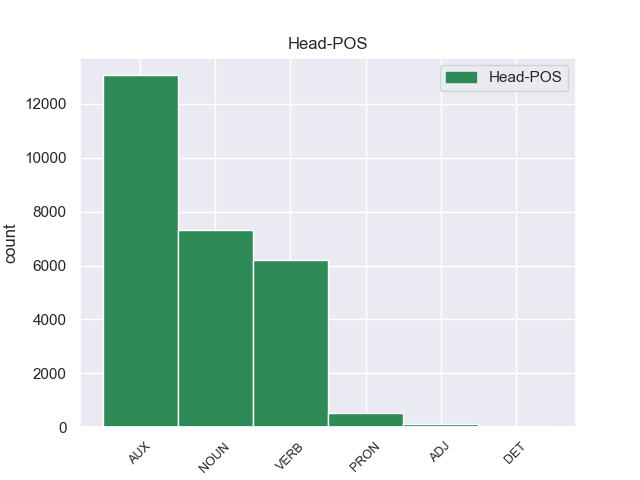 Head-POS
Head-POS
12000
10000
8000
6000
4000
2000
0
count
AUX
NOUN
VERB
PRON
ADJ
DET